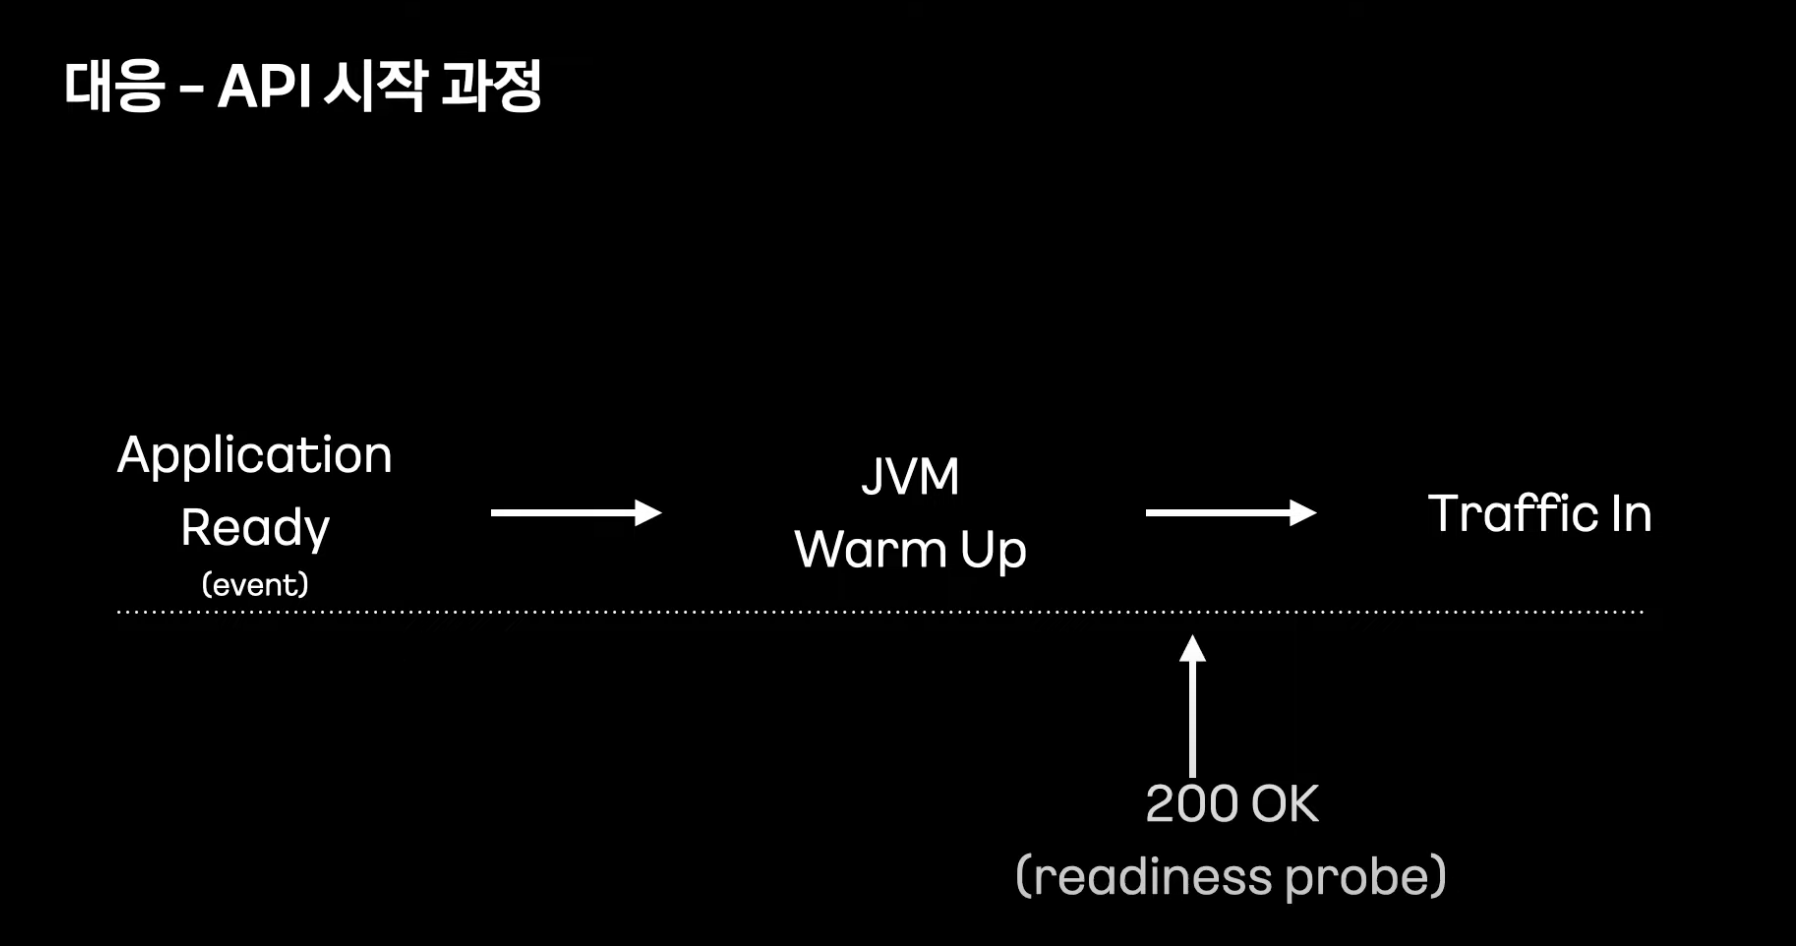 대응 - API 시작 과정
Application
Ready
(event)
JVM
Warm Up
Traffic In
200 OK
(readiness probe)